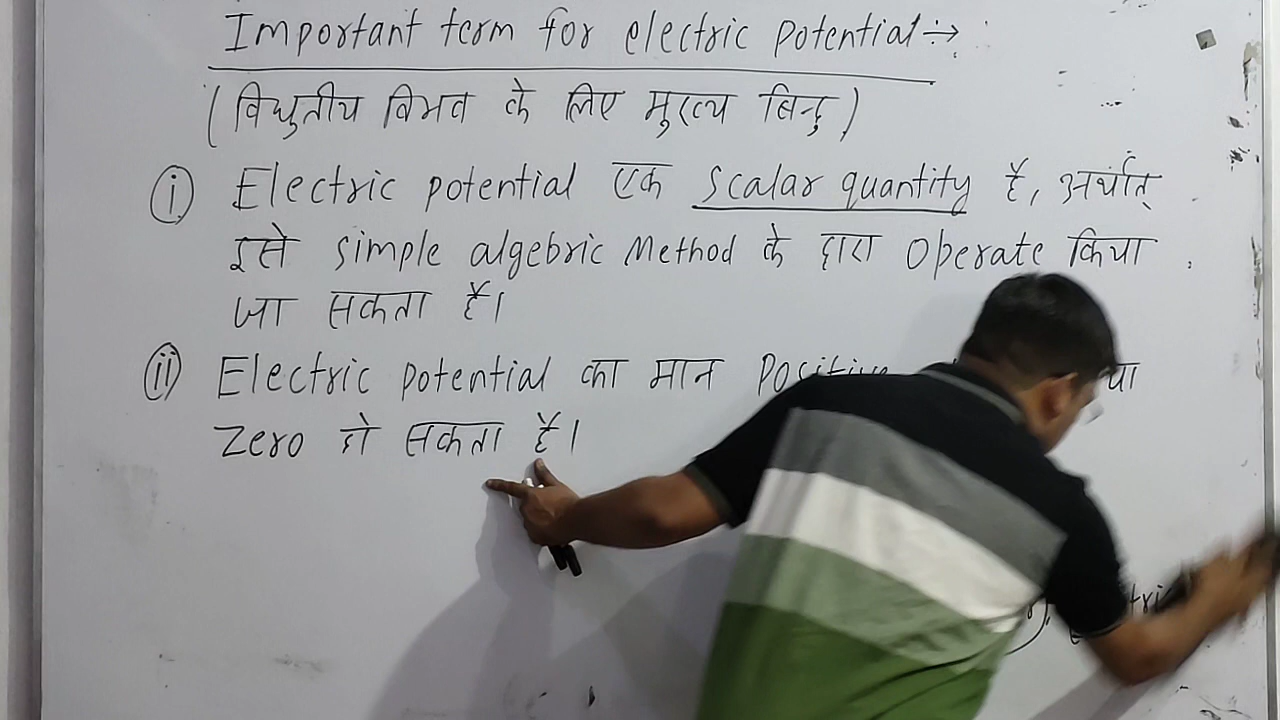 Important term for electric potential:→
(विधुतीय विभव के लिए मुख्य बिन्दु)
(i) Electric potential एक Scalar quantity है, अर्थात्
इसे simple algebric Method के द्वारा Operate किया
जा सकता है।
(ii) Electric potential का मान Positive या
Zero हो सकता है।